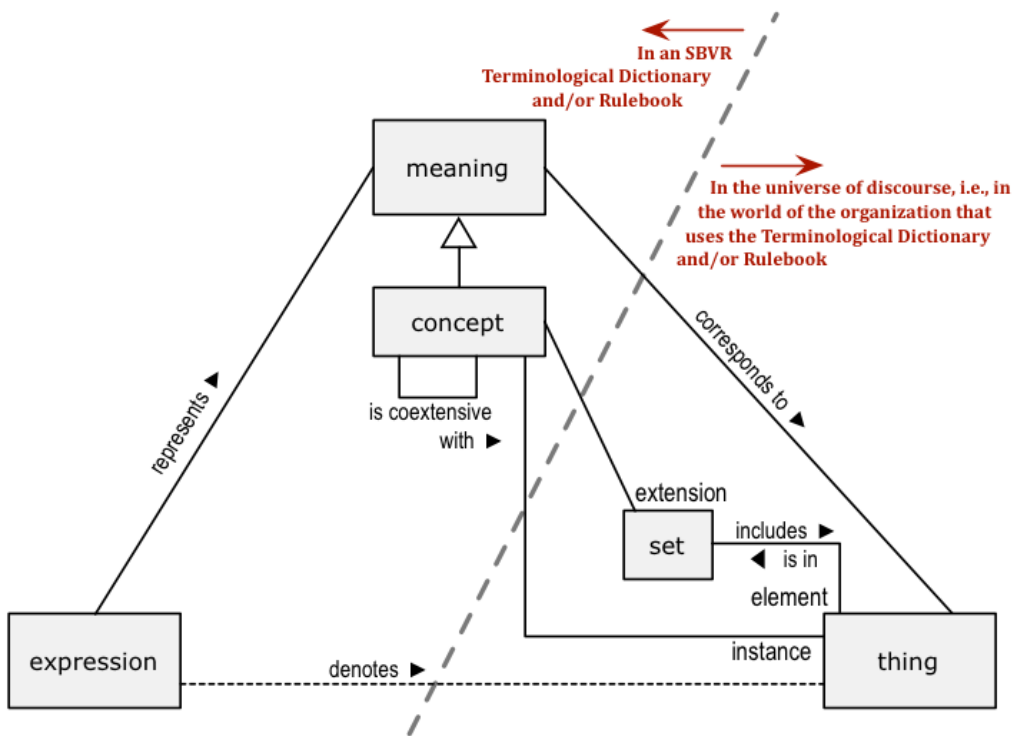 In an SBVR
Terminological Dictionary
and/or Rulebook
meaning
In the universe of discourse, i.e., in
the world of the organization that
uses the Terminological Dictionary
and/or Rulebook
concept
corresponds to
represents
is coextensive
with
extension
set
includes
is in
element
expression
denotes
instance
thing